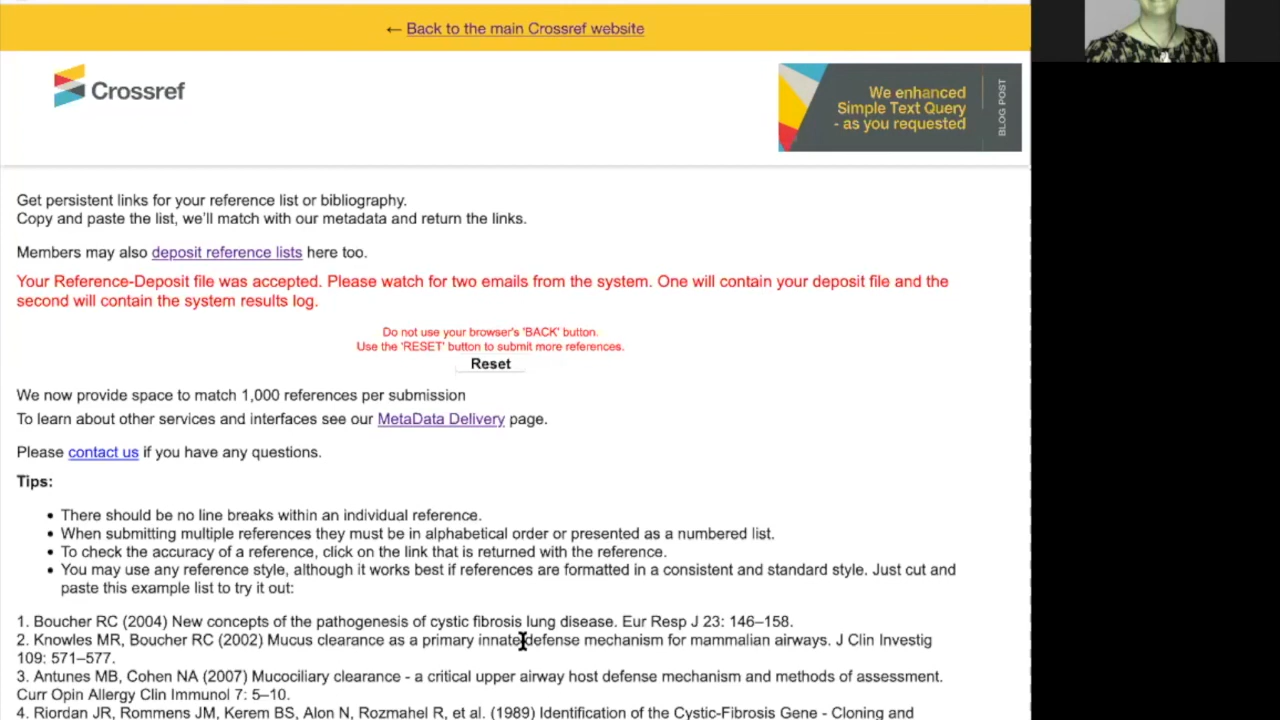 ← Back to the main Crossref website
Crossref
We enhanced
Simple Text Query
- as you requested
BLOG POST
Get persistent links for your reference list or bibliography.
Copy and paste the list, we'll match with our metadata and return the links.
Members may also deposit reference lists here too.
Your Reference-Deposit file was accepted. Please watch for two emails from the system. One will contain your deposit file and the
second will contain the system results log.
Do not use your browser's 'BACK' button.
Use the 'RESET' button to submit more references.
Reset
We now provide space to match 1,000 references per submission
To learn about other services and interfaces see our MetaData Delivery page.
Please contact us if you have any questions.
Tips:
• There should be no line breaks within an individual reference.
• When submitting multiple references they must be in alphabetical order or presented as a numbered list.
• To check the accuracy of a reference, click on the link that is returned with the reference.
• You may use any reference style, although it works best if references are formatted in a consistent and standard style. Just cut and
paste this example list to try it out:
1. Boucher RC (2004) New concepts of the pathogenesis of cystic fibrosis lung disease. Eur Resp J 23: 146–158.
2. Knowles MR, Boucher RC (2002) Mucus clearance as a primary innate defense mechanism for mammalian airways. J Clin Investig
109: 571–577.
3. Antunes MB, Cohen NA (2007) Mucociliary clearance - a critical upper airway host defense mechanism and methods of assessment.
Curr Opin Allergy Clin Immunol 7: 5–10.
4. Riordan JR, Rommens JM, Kerem BS, Alon N, Rozmahel R, et al. (1989) Identification of the Cystic-Fibrosis Gene - Cloning and